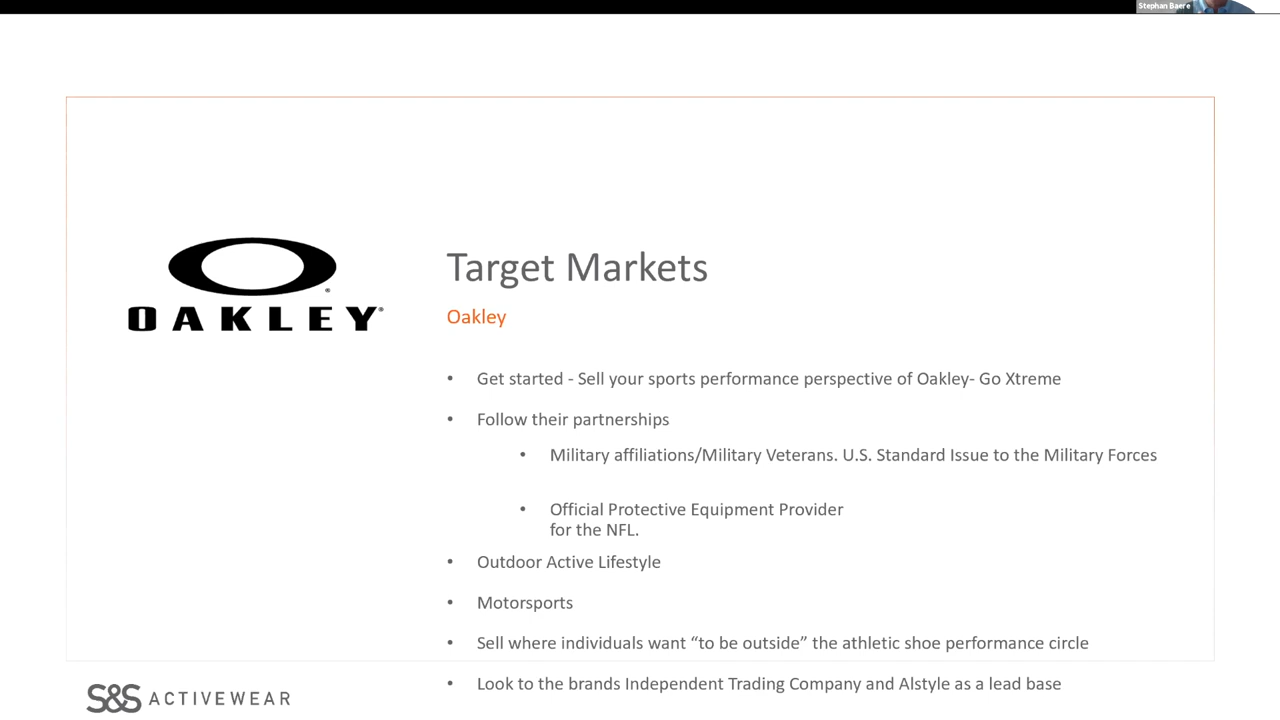 Stephan Baere
OAKLEY®
Target Markets
Oakley
• Get started - Sell your sports performance perspective of Oakley- Go Xtreme
• Follow their partnerships
• Military affiliations/Military Veterans. U.S. Standard Issue to the Military Forces
• Official Protective Equipment Provider
for the NFL.
• Outdoor Active Lifestyle
• Motorsports
• Sell where individuals want “to be outside” the athletic shoe performance circle
• Look to the brands Independent Trading Company and Alstyle as a lead base
S&S ACTIVEWEAR